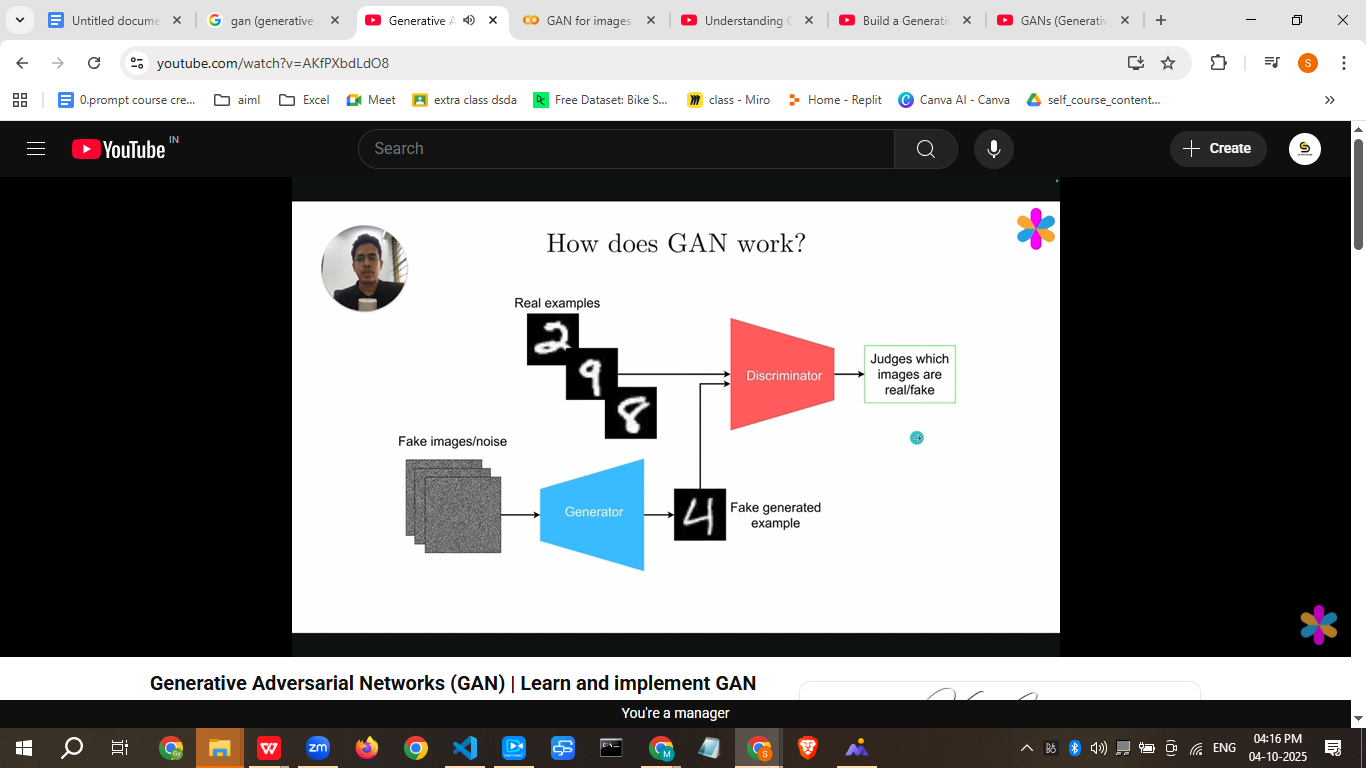 Untitled docume
gan (generative
Generative A
GAN for images
Understanding
Build a Generati
GANs (Generativ
youtube.com/watch?v=AKfPXbdLdO8
S
0.prompt course cre...
aiml
Excel
Meet
extra class dsda
Free Dataset: Bike S...
class - Miro
Home - Replit
Canva AI - Canva
self_course_content...
YouTube IN
Search
Create
How does GAN work?
Real examples
2
9
8
Discriminator
Judges which
images are
real/fake
Fake images/noise
Generator
4
Fake generated
example
Generative Adversarial Networks (GAN) | Learn and implement GAN
You're a manager
ENG
04:16 PM
04-10-2025